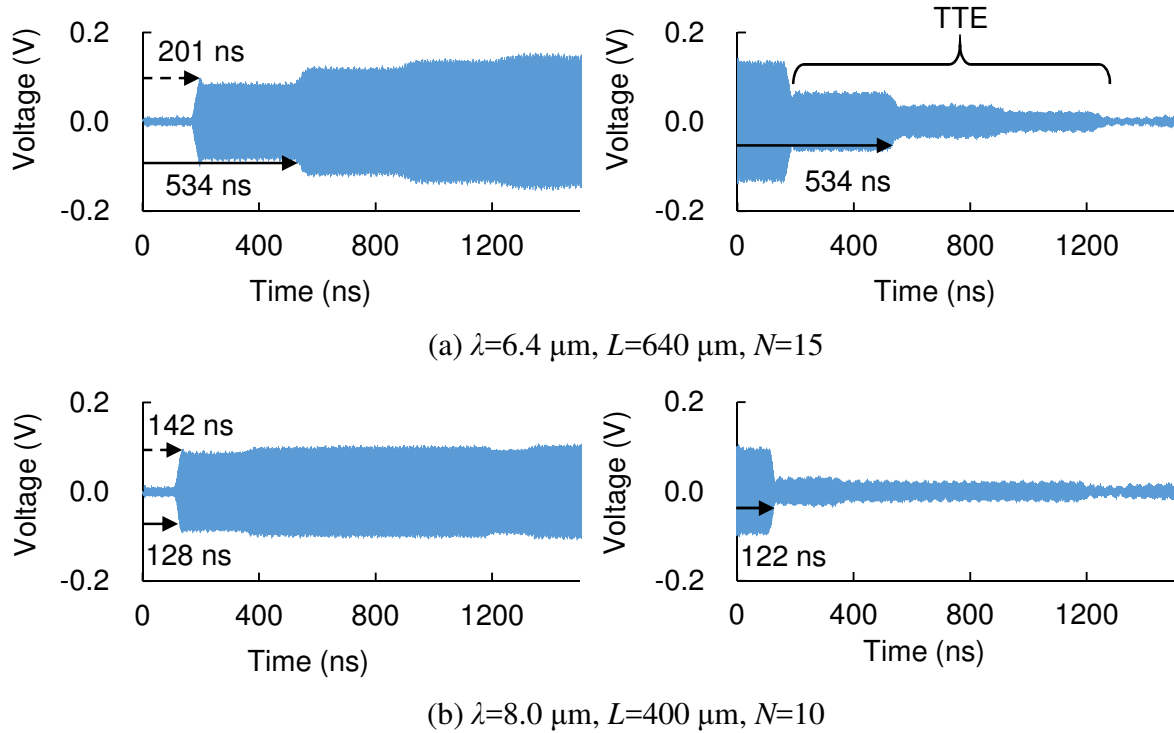 TTE
0.2
201 ns
Voltage (V)
0.0
534 ns
-0.2
0 400 800 1200
Time (ns)
0.2
Voltage (V)
0.0
534 ns
-0.2
0 400 800 1200
Time (ns)
(a) λ=6.4 μm, L=640 μm, N=15
0.2
142 ns
Voltage (V)
0.0
128 ns
-0.2
0 400 800 1200
Time (ns)
0.2
Voltage (V)
0.0
122 ns
-0.2
0 400 800 1200
Time (ns)
(b) λ=8.0 μm, L=400 μm, N=10